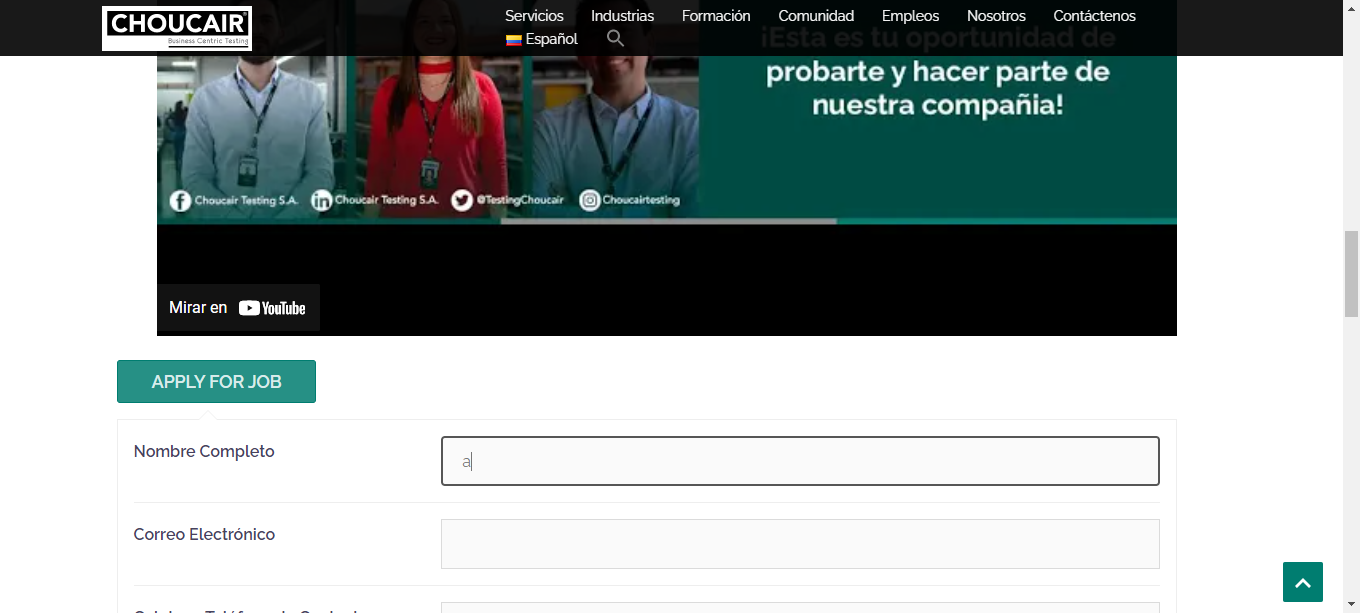 CHOUCAIR
Business Centric Testing
Servicios Industrias Formación Comunidad Empleos Nosotros Contáctenos
Español
¡Esta es tu oportunidad de
probarte y hacer parte de
nuestra compañia!
Choucair Testing S.A. Choucair Testing S.A. @TestingChoucair Choucairtesting
Mirar en YouTube
APPLY FOR JOB
Nombre Completo
a
Correo Electrónico